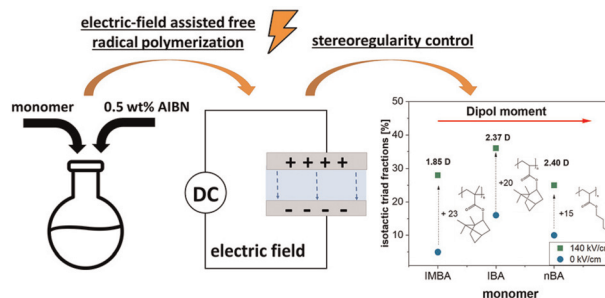 electric-field assisted free
radical polymerization
stereoregularity control
monomer
0.5 wt% AIBN
DC
+ + + +
- - - -
electric field
isotactic triad fractions [%]
50
40
30
20
10
Dipol moment
1.85 D
2.37 D
2.40 D
+ 23
+20
+15
140 kV/cm
0 kV/cm
IMBA
IBA
nBA
monomer